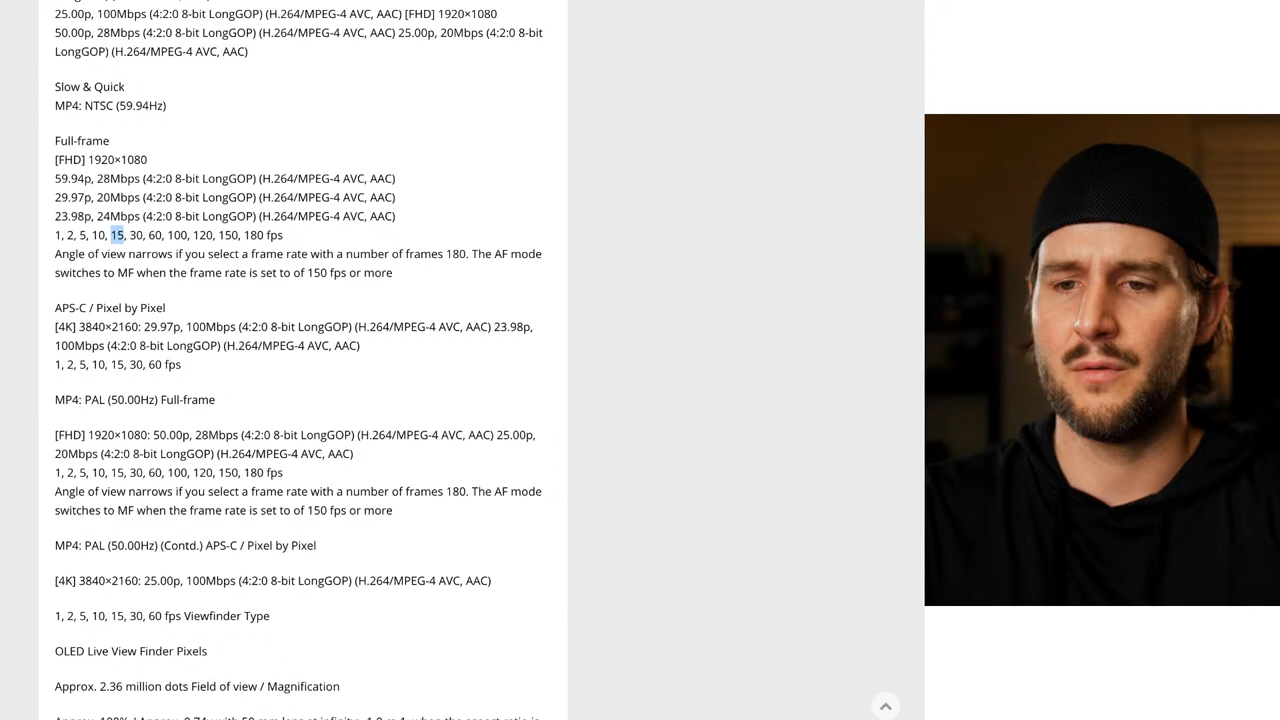 25.00p, 100Mbps (4:2:0 8-bit LongGOP) (H.264/MPEG-4 AVC, AAC) [FHD] 1920×1080
50.00p, 28Mbps (4:2:0 8-bit LongGOP) (H.264/MPEG-4 AVC, AAC) 25.00p, 20Mbps (4:2:0 8-bit
LongGOP) (H.264/MPEG-4 AVC, AAC)
Slow & Quick
MP4: NTSC (59.94Hz)
Full-frame
[FHD] 1920×1080
59.94p, 28Mbps (4:2:0 8-bit LongGOP) (H.264/MPEG-4 AVC, AAC)
29.97p, 20Mbps (4:2:0 8-bit LongGOP) (H.264/MPEG-4 AVC, AAC)
23.98p, 24Mbps (4:2:0 8-bit LongGOP) (H.264/MPEG-4 AVC, AAC)
1, 2, 5, 10, 15, 30, 60, 100, 120, 150, 180 fps
Angle of view narrows if you select a frame rate with a number of frames 180. The AF mode
switches to MF when the frame rate is set to of 150 fps or more
APS-C / Pixel by Pixel
[4K] 3840×2160: 29.97p, 100Mbps (4:2:0 8-bit LongGOP) (H.264/MPEG-4 AVC, AAC) 23.98p,
100Mbps (4:2:0 8-bit LongGOP) (H.264/MPEG-4 AVC, AAC)
1, 2, 5, 10, 15, 30, 60 fps
MP4: PAL (50.00Hz) Full-frame
[FHD] 1920×1080: 50.00p, 28Mbps (4:2:0 8-bit LongGOP) (H.264/MPEG-4 AVC, AAC) 25.00p,
20Mbps (4:2:0 8-bit LongGOP) (H.264/MPEG-4 AVC, AAC)
1, 2, 5, 10, 15, 30, 60, 100, 120, 150, 180 fps
Angle of view narrows if you select a frame rate with a number of frames 180. The AF mode
switches to MF when the frame rate is set to of 150 fps or more
MP4: PAL (50.00Hz) (Contd.) APS-C / Pixel by Pixel
[4K] 3840×2160: 25.00p, 100Mbps (4:2:0 8-bit LongGOP) (H.264/MPEG-4 AVC, AAC)
1, 2, 5, 10, 15, 30, 60 fps Viewfinder Type
OLED Live View Finder Pixels
Approx. 2.36 million dots Field of view / Magnification